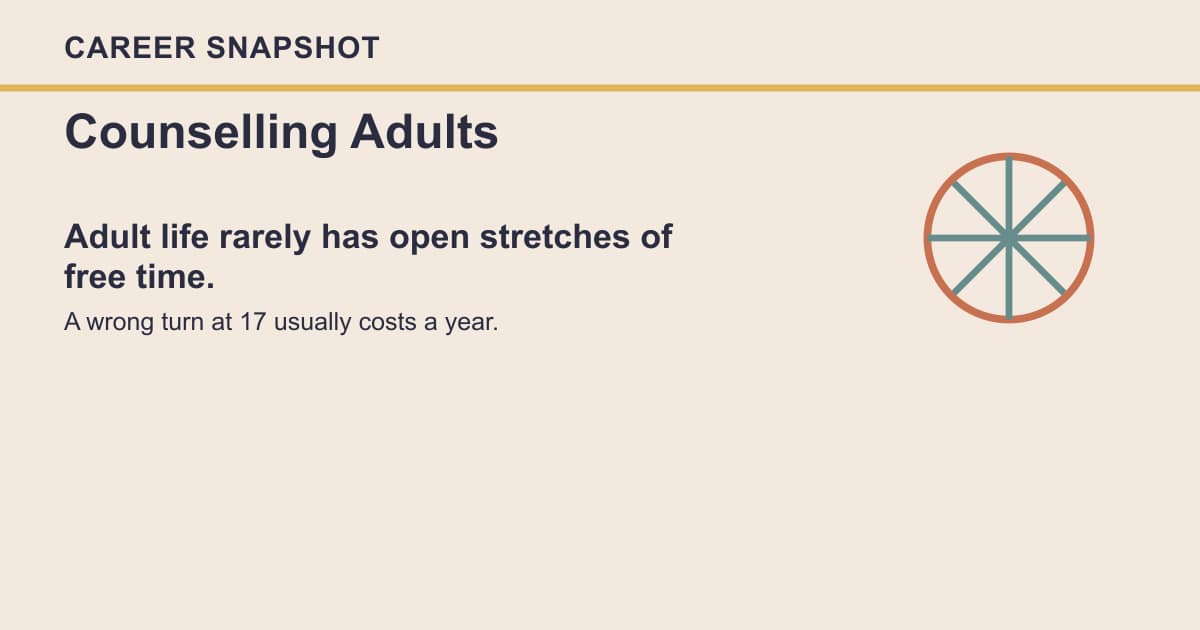 CAREER SNAPSHOT
Counselling Adults
Adult life rarely has open stretches of
free time.
A wrong turn at 17 usually costs a year.